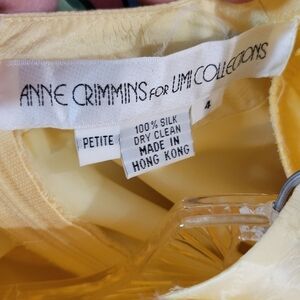 ANNE CRIMMINS FOR UMI COLLECTIONS
4
PETITE
100% SILK
DRY CLEAN
MADE IN
HONG KONG